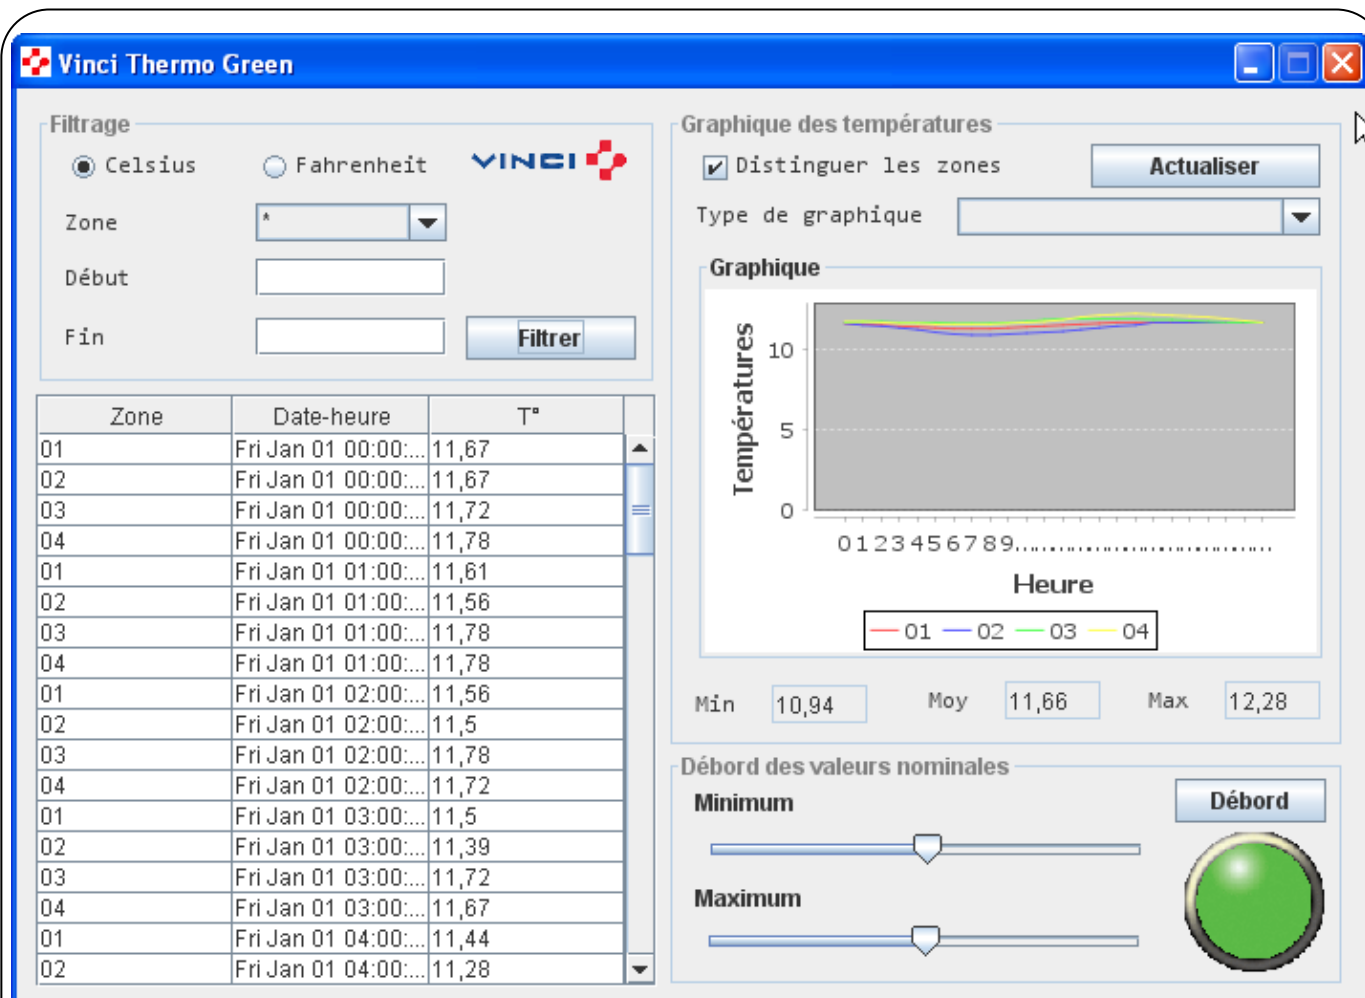 Vinci Thermo Green
Filtrage
Celsius Fahrenheit VINCI
Zone *
Début
Fin Filtrer
Zone Date-heure T°
01 Fri Jan 01 00:00:... 11,67
02 Fri Jan 01 00:00:... 11,67
03 Fri Jan 01 00:00:... 11,72
04 Fri Jan 01 00:00:... 11,78
01 Fri Jan 01 01:00:... 11,61
02 Fri Jan 01 01:00:... 11,56
03 Fri Jan 01 01:00:... 11,78
04 Fri Jan 01 01:00:... 11,78
01 Fri Jan 01 02:00:... 11,56
02 Fri Jan 01 02:00:... 11,5
03 Fri Jan 01 02:00:... 11,78
04 Fri Jan 01 02:00:... 11,72
01 Fri Jan 01 03:00:... 11,5
02 Fri Jan 01 03:00:... 11,39
03 Fri Jan 01 03:00:... 11,72
04 Fri Jan 01 03:00:... 11,67
01 Fri Jan 01 04:00:... 11,44
02 Fri Jan 01 04:00:... 11,28
Graphique des températures
Distinguer les zones Actualiser
Type de graphique
Graphique
Températures
10
5
0
0 1 2 3 4 5 6 7 8 9...
Heure
01 02 03 04
Min 10,94 Moy 11,66 Max 12,28
Débord des valeurs nominales
Minimum Débord
Maximum